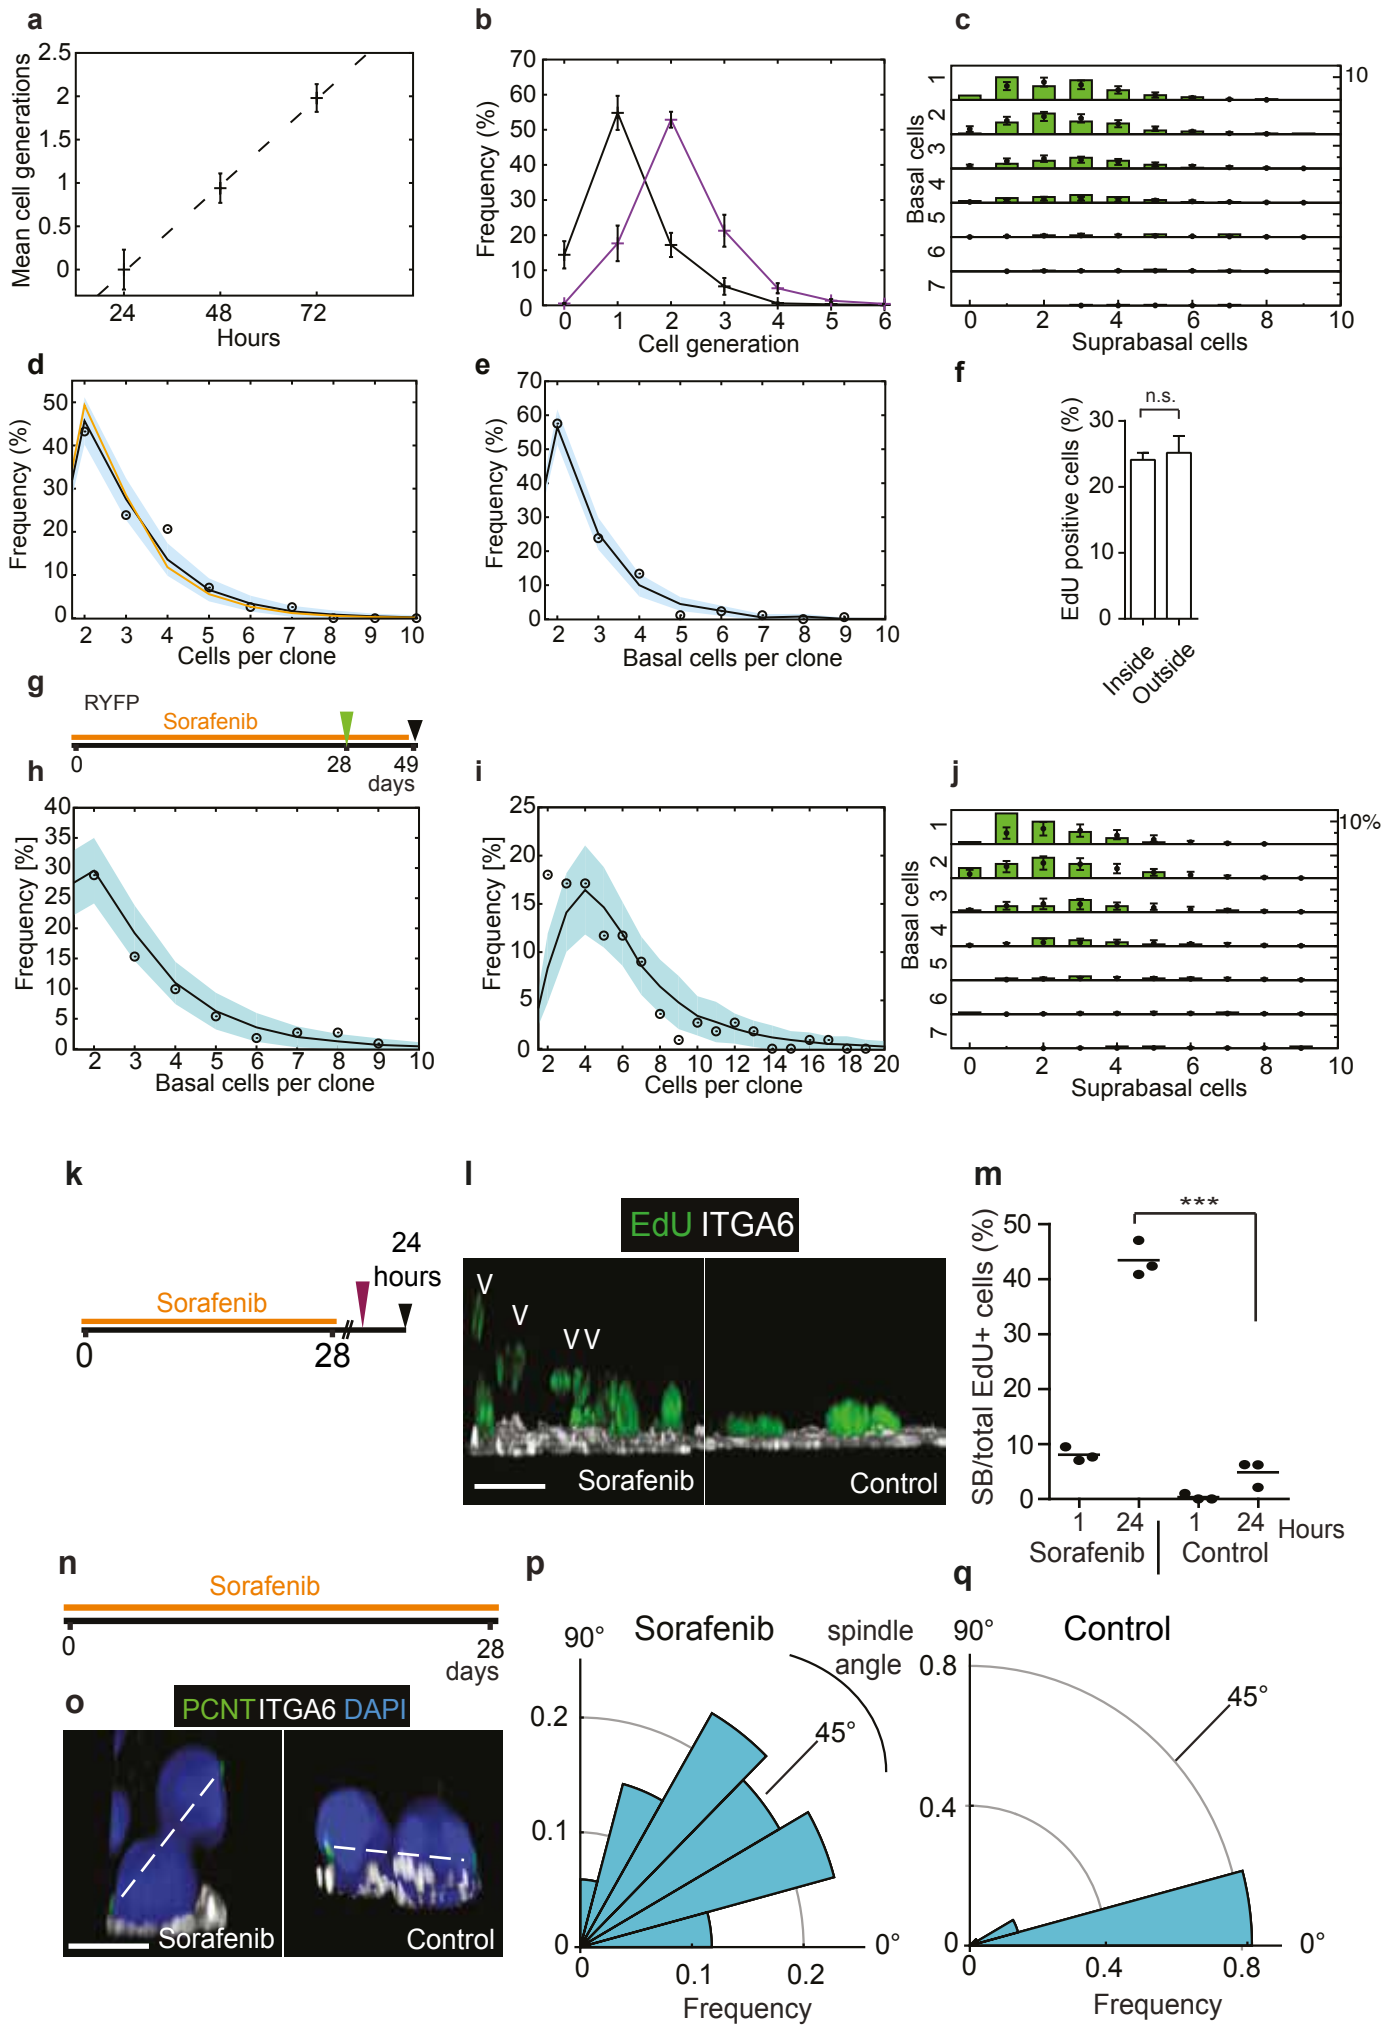 a
Mean cell generations
2.5
2
1.5
1
0.5
0
24
48
72
Hours
b
Frequency (%)
70
60
50
40
30
20
10
0
0
1
2
3
4
5
6
Cell generation
c
Basal cells
1
2
3
4
5
6
7
10
0
2
4
6
8
10
Suprabasal cells
d
Frequency (%)
50
40
30
20
10
0
2
3
4
5
6
7
8
9
10
Cells per clone
e
Frequency (%)
70
60
50
40
30
20
10
0
2
3
4
5
6
7
8
9
10
Basal cells per clone
f
EdU positive cells (%)
n.s.
30
20
10
0
Inside
Outside
g
RYFP
Sorafenib
0
28
49
days
h
Frequency [%]
40
35
30
25
20
15
10
5
0
2
3
4
5
6
7
8
9
10
Basal cells per clone
i
Frequency [%]
25
20
15
10
5
0
2
4
6
8
10
12
14
16
18
20
Cells per clone
j
Basal cells
1
2
3
4
5
6
7
10%
0
2
4
6
8
10
Suprabasal cells
k
24
hours
Sorafenib
0
28
l
EdU ITGA6
V
V
V V
Sorafenib
Control
m
SB/total EdU+ cells (%)
***
50
40
30
20
10
0
1
24
1
24
Hours
Sorafenib
Control
n
Sorafenib
0
28
days
o
PCNT ITGA6 DAPI
Sorafenib
Control
p
Sorafenib
90°
spindle
angle
45°
0.2
0.1
0
0°
0
0.1
0.2
Frequency
q
Control
90°
0.8
45°
0.4
0
0°
0
0.4
0.8
Frequency